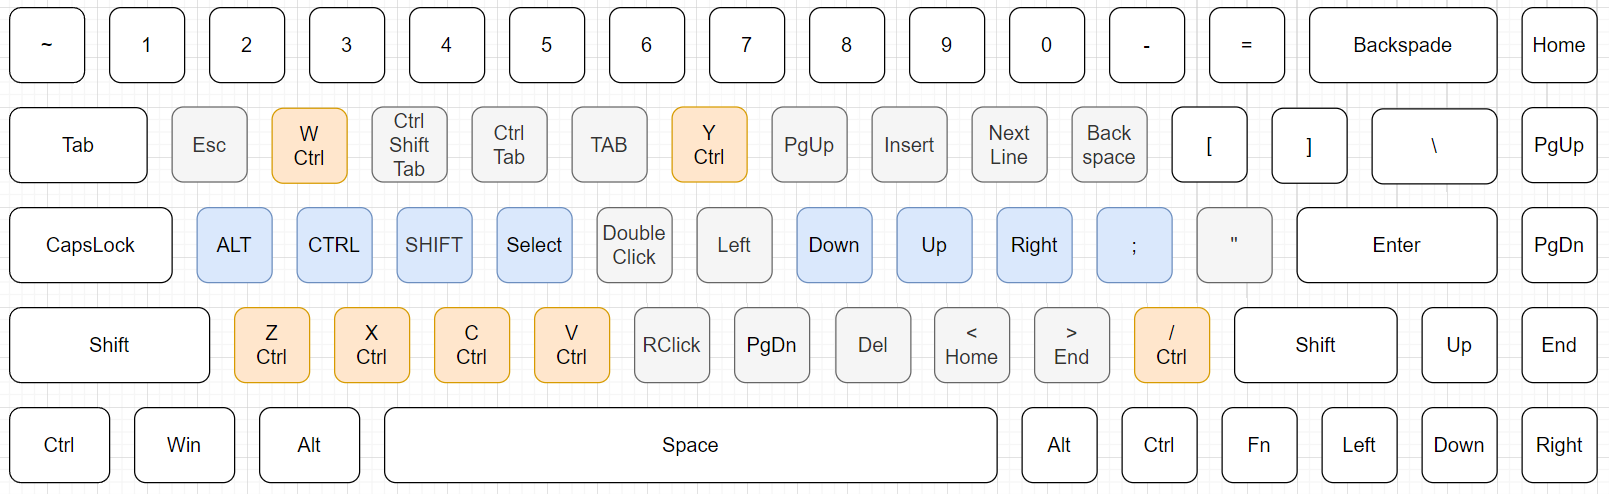 ~ 1 2 3 4 5 6 7 8 9 0 - = Backspade Home
Tab Esc W Ctrl Ctrl Shift Tab Ctrl Tab TAB Y Ctrl PgUp Insert Next Line Back space [ ] \ PgUp
CapsLock ALT CTRL SHIFT Select Double Click Left Down Up Right ; " Enter PgDn
Shift Z Ctrl X Ctrl C Ctrl V Ctrl RClick PgDn Del < Home > End / Ctrl Shift Up End
Ctrl Win Alt Space Alt Ctrl Fn Left Down Right